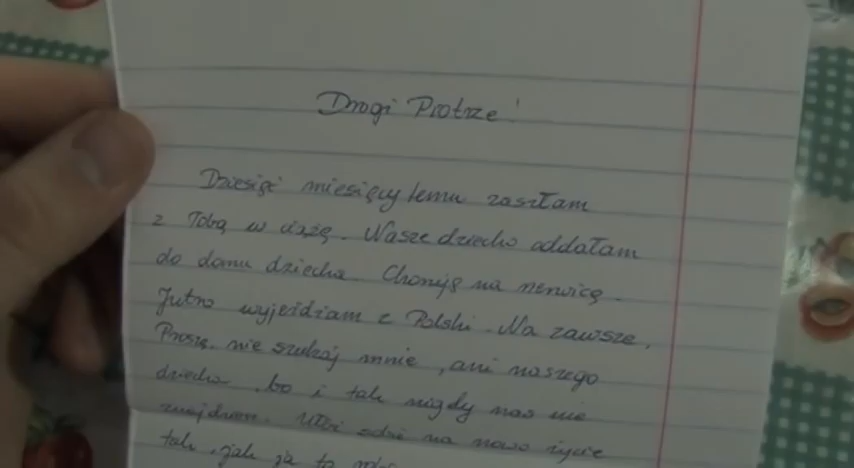 Drogi Piotrze!
Dziesięć miesięcy temu zaszłam
z Tobą w ciążę. Nasze dziecko oddałam
do domu dziecka. Choruję na nerwicę.
Jutro wyjeżdżam z Polski. Na zawsze.
Proszę, nie szukaj mnie, ani naszego
dziecka, bo i tak nigdy nas nie
znajdziesz. na nowo życie
tak, jak ja to